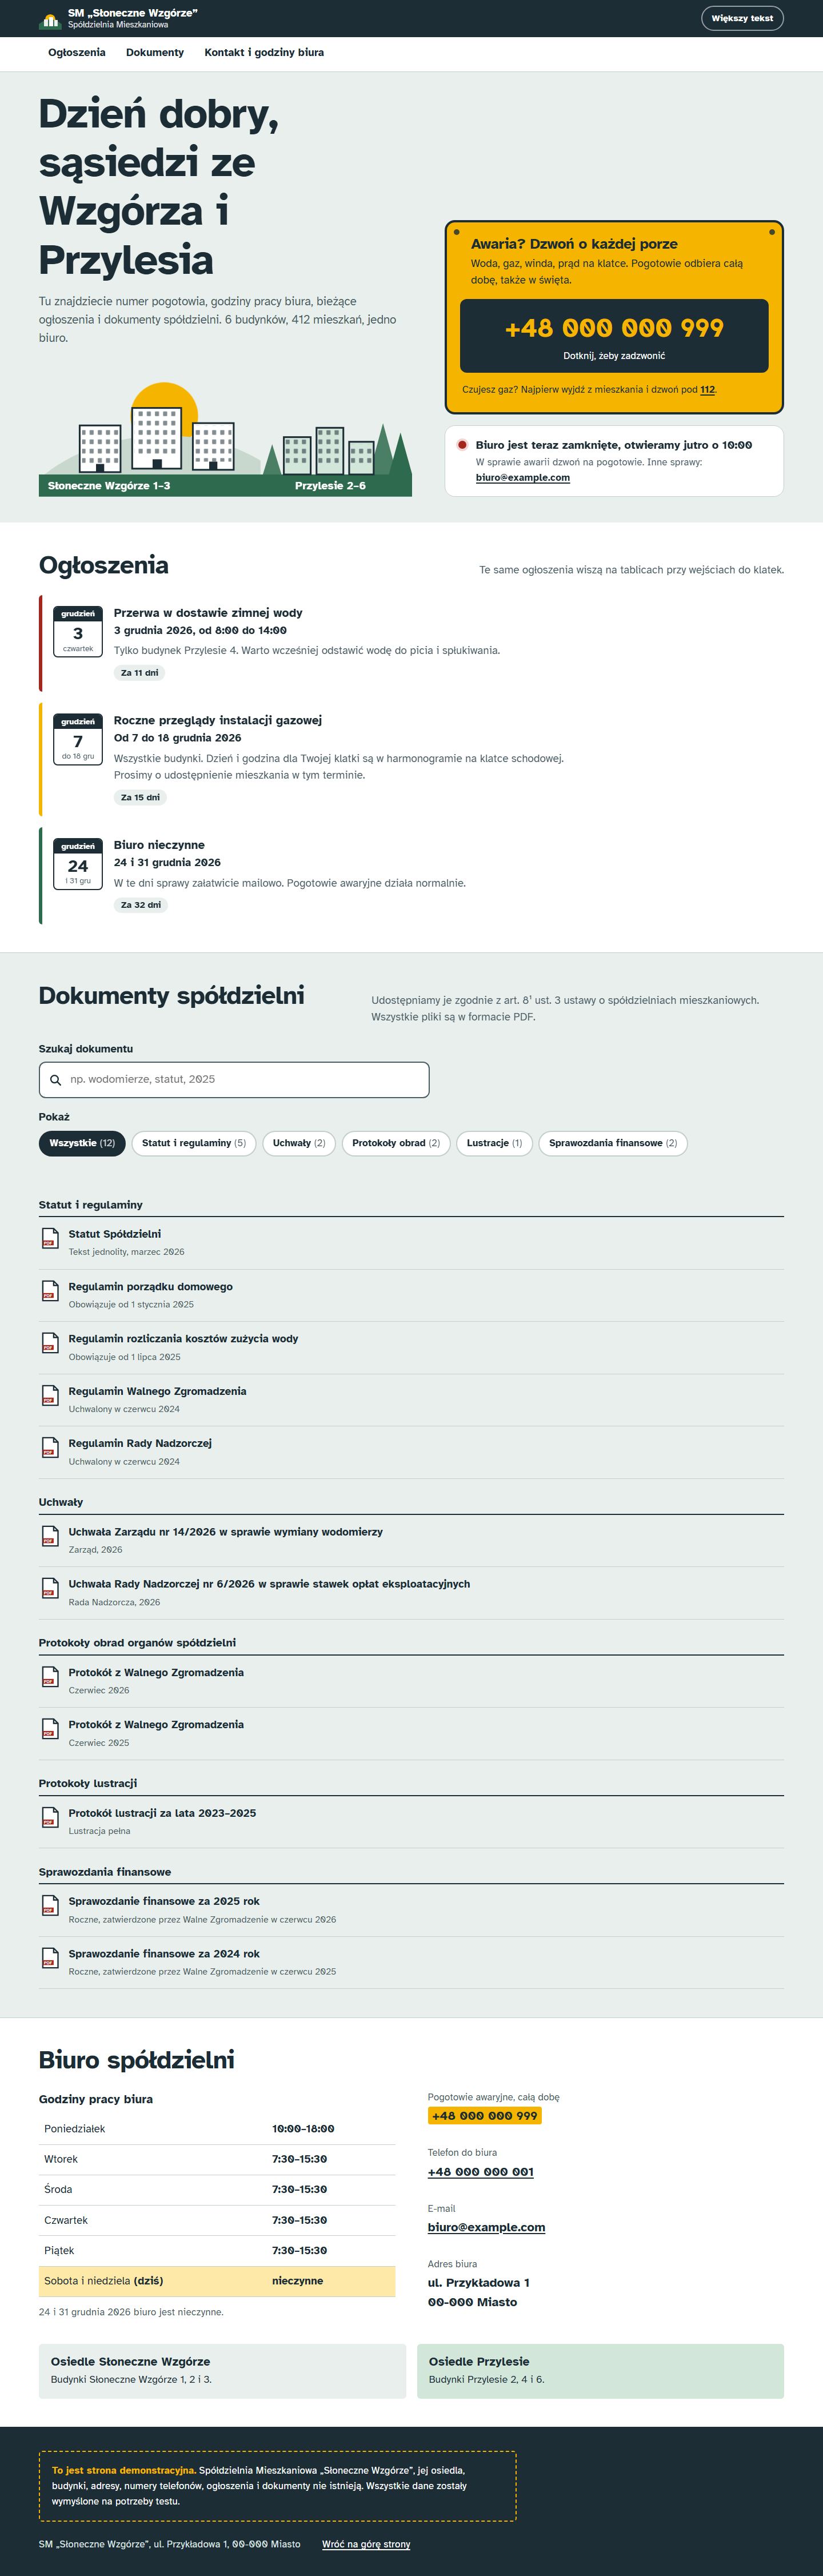 SM „Słoneczne Wzgórze”
Spółdzielnia Mieszkaniowa
Większy tekst
Ogłoszenia
Dokumenty
Kontakt i godziny biura
Dzień dobry,
sąsiedzi ze
Wzgórza i
Przylesia
Tu znajdziecie numer pogotowia, godziny pracy biura, bieżące
ogłoszenia i dokumenty spółdzielni. 6 budynków, 412 mieszkań, jedno
biuro.
Słoneczne Wzgórze 1–3
Przylesie 2–6
Awaria? Dzwoń o każdej porze
Woda, gaz, winda, prąd na klatce. Pogotowie odbiera całą
dobę, także w święta.
+48 000 000 999
Dotknij, żeby zadzwonić
Czujesz gaz? Najpierw wyjdź z mieszkania i dzwoń pod 112.
Biuro jest teraz zamknięte, otwieramy jutro o 10:00
W sprawie awarii dzwoń na pogotowie. Inne sprawy:
biuro@example.com
Ogłoszenia
Te same ogłoszenia wiszą na tablicach przy wejściach do klatek.
grudzień
3
czwartek
Przerwa w dostawie zimnej wody
3 grudnia 2026, od 8:00 do 14:00
Tylko budynek Przylesie 4. Warto wcześniej odstawić wodę do picia i spłukiwania.
Za 11 dni
grudzień
7
do 18 gru
Roczne przeglądy instalacji gazowej
Od 7 do 18 grudnia 2026
Wszystkie budynki. Dzień i godzina dla Twojej klatki są w harmonogramie na klatce schodowej.
Prosimy o udostępnienie mieszkania w tym terminie.
Za 15 dni
grudzień
24
i 31 gru
Biuro nieczynne
24 i 31 grudnia 2026
W te dni sprawy załatwicie mailowo. Pogotowie awaryjne działa normalnie.
Za 32 dni
Dokumenty spółdzielni
Udostępniamy je zgodnie z art. 8¹ ust. 3 ustawy o spółdzielniach mieszkaniowych.
Wszystkie pliki są w formacie PDF.
Szukaj dokumentu
np. wodomierze, statut, 2025
Pokaż
Wszystkie (12)
Statut i regulaminy (5)
Uchwały (2)
Protokoły obrad (2)
Lustracje (1)
Sprawozdania finansowe (2)
Statut i regulaminy
PDF
Statut Spółdzielni
Tekst jednolity, marzec 2026
PDF
Regulamin porządku domowego
Obowiązuje od 1 stycznia 2025
PDF
Regulamin rozliczania kosztów zużycia wody
Obowiązuje od 1 lipca 2025
PDF
Regulamin Walnego Zgromadzenia
Uchwalony w czerwcu 2024
PDF
Regulamin Rady Nadzorczej
Uchwalony w czerwcu 2024
Uchwały
PDF
Uchwała Zarządu nr 14/2026 w sprawie wymiany wodomierzy
Zarząd, 2026
PDF
Uchwała Rady Nadzorczej nr 6/2026 w sprawie stawek opłat eksploatacyjnych
Rada Nadzorcza, 2026
Protokoły obrad organów spółdzielni
PDF
Protokół z Walnego Zgromadzenia
Czerwiec 2026
PDF
Protokół z Walnego Zgromadzenia
Czerwiec 2025
Protokoły lustracji
PDF
Protokół lustracji za lata 2023–2025
Lustracja pełna
Sprawozdania finansowe
PDF
Sprawozdanie finansowe za 2025 rok
Roczne, zatwierdzone przez Walne Zgromadzenie w czerwcu 2026
PDF
Sprawozdanie finansowe za 2024 rok
Roczne, zatwierdzone przez Walne Zgromadzenie w czerwcu 2025
Biuro spółdzielni
Godziny pracy biura
Poniedziałek 10:00–18:00
Wtorek 7:30–15:30
Środa 7:30–15:30
Czwartek 7:30–15:30
Piątek 7:30–15:30
Sobota i niedziela (dziś) nieczynne
24 i 31 grudnia 2026 biuro jest nieczynne.
Pogotowie awaryjne, całą dobę
+48 000 000 999
Telefon do biura
+48 000 000 001
E-mail
biuro@example.com
Adres biura
ul. Przykładowa 1
00-000 Miasto
Osiedle Słoneczne Wzgórze
Budynki Słoneczne Wzgórze 1, 2 i 3.
Osiedle Przylesie
Budynki Przylesie 2, 4 i 6.
To jest strona demonstracyjna. Spółdzielnia Mieszkaniowa „Słoneczne Wzgórze”, jej osiedla,
budynki, adresy, numery telefonów, ogłoszenia i dokumenty nie istnieją. Wszystkie dane zostały
wymyślone na potrzeby testu.
SM „Słoneczne Wzgórze”, ul. Przykładowa 1, 00-000 Miasto
Wróć na górę strony